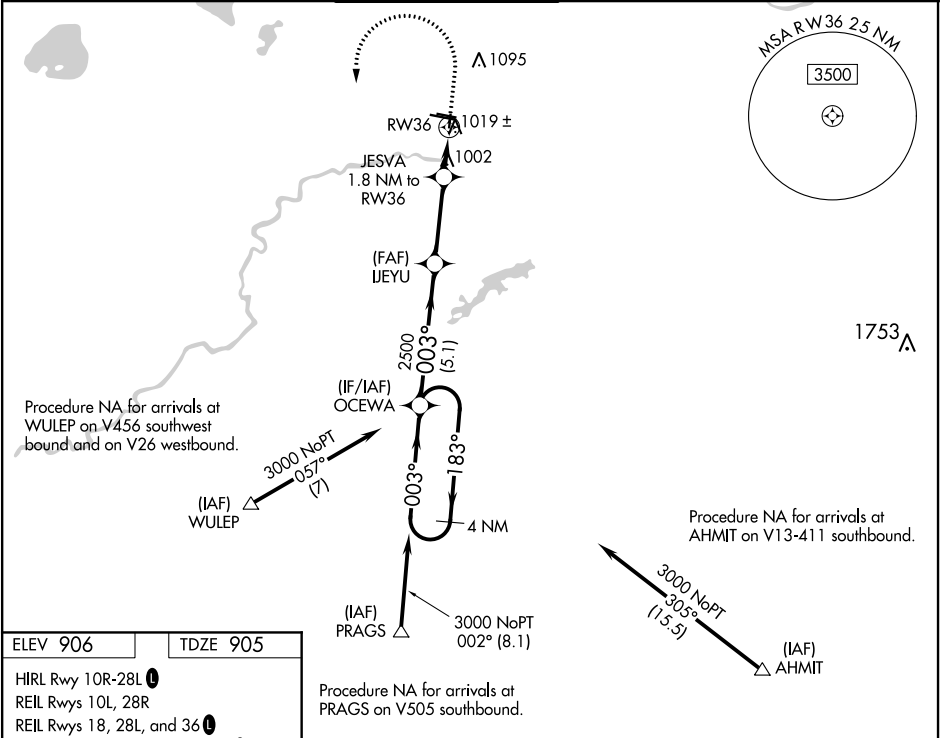 1095
MSA RW36 25 NM
3500
RW36
1019 ±
1002
JESVA
1.8 NM to
RW36
(FAF)
IJEYU
2500
003°
(5.1)
1753
(IF/IAF)
OCEWA
Procedure NA for arrivals at
WULEP on V456 southwest
bound and on V26 westbound.
3000 NoPT
057°
(7)
(IAF)
WULEP
003°
183°
4 NM
Procedure NA for arrivals at
AHMIT on V13-411 southbound.
3000 NoPT
305°
(15.5)
(IAF)
AHMIT
(IAF)
PRAGS
3000 NoPT
002° (8.1)
Procedure NA for arrivals at
PRAGS on V505 southbound.
ELEV 906
TDZE 905
HIRL Rwy 10R-28L L
REIL Rwys 10L, 28R
REIL Rwys 18, 28L, and 36 L